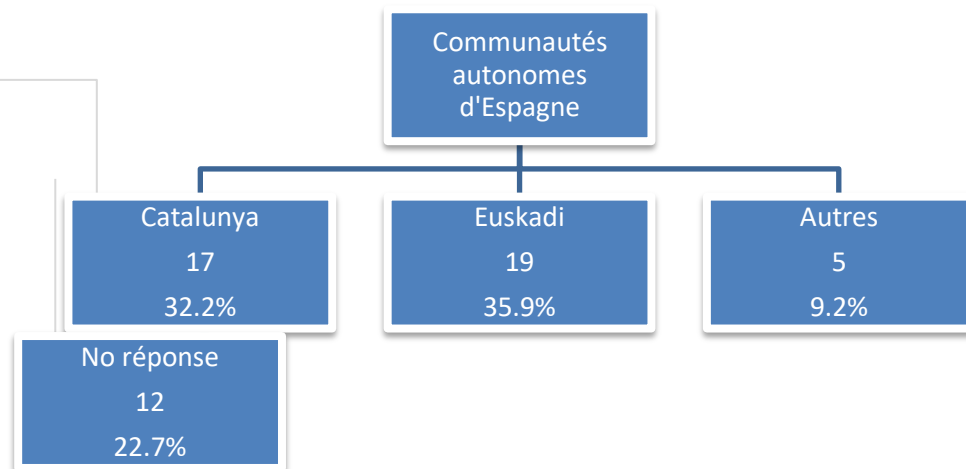 Communautés
autonomes
d'Espagne
Catalunya
17
32.2%
Euskadi
19
35.9%
Autres
5
9.2%
No réponse
12
22.7%